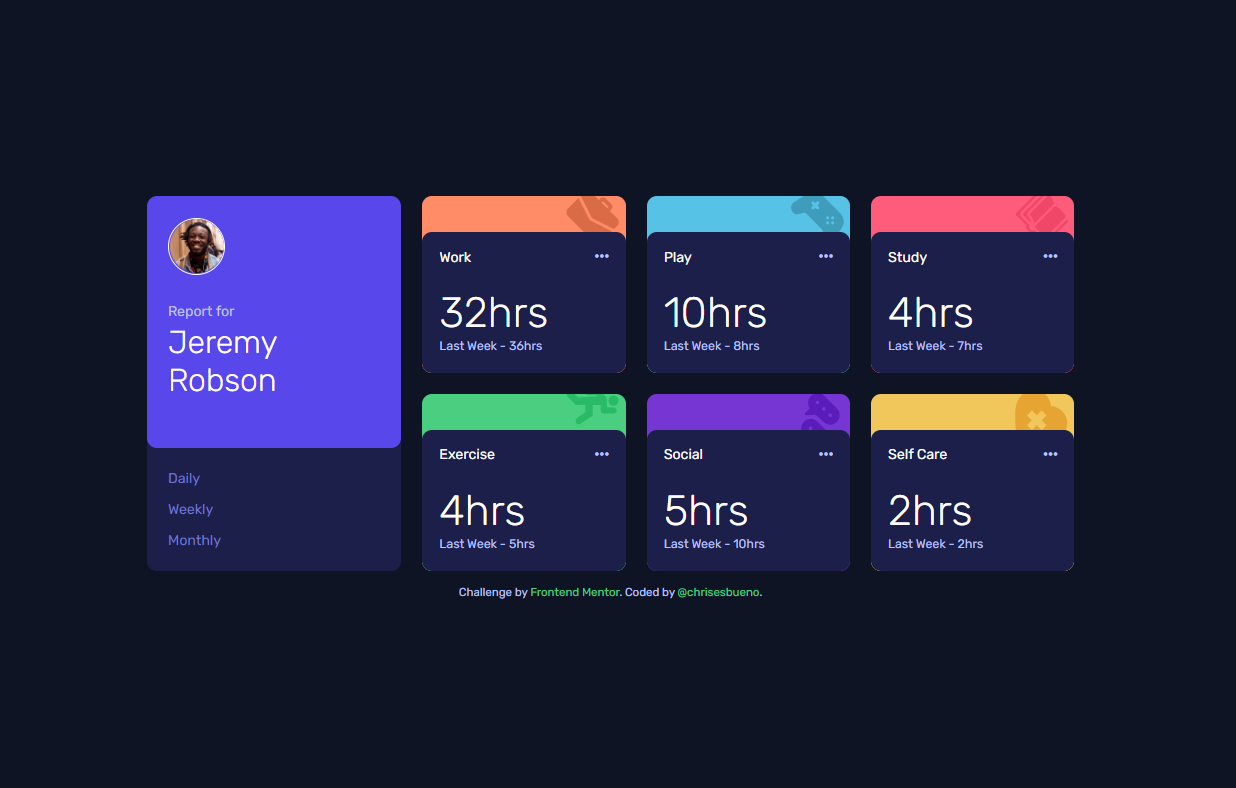 Report for
Jeremy
Robson
Daily
Weekly
Monthly
Work •••
32hrs
Last Week - 36hrs
Play •••
10hrs
Last Week - 8hrs
Study •••
4hrs
Last Week - 7hrs
Exercise •••
4hrs
Last Week - 5hrs
Social •••
5hrs
Last Week - 10hrs
Self Care •••
2hrs
Last Week - 2hrs
Challenge by Frontend Mentor. Coded by @chrisesbueno.